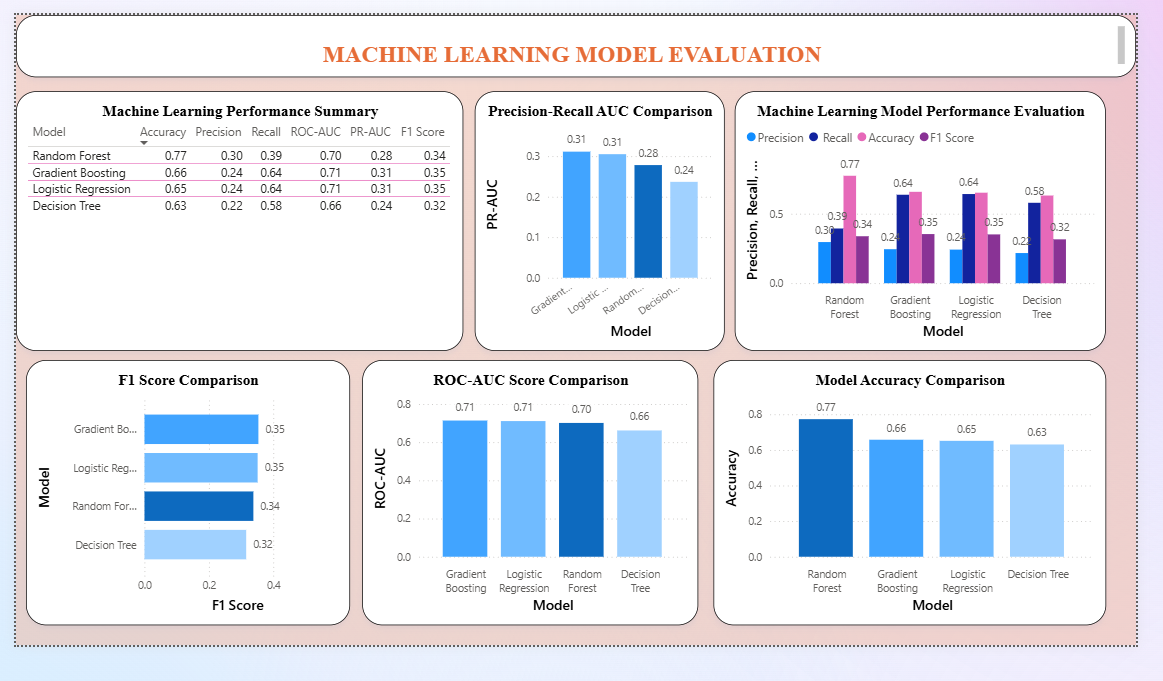 MACHINE LEARNING MODEL EVALUATION
Machine Learning Performance Summary
Model Accuracy Precision Recall ROC-AUC PR-AUC F1 Score
Random Forest 0.77 0.30 0.39 0.70 0.28 0.34
Gradient Boosting 0.66 0.24 0.64 0.71 0.31 0.35
Logistic Regression 0.65 0.24 0.64 0.71 0.31 0.35
Decision Tree 0.63 0.22 0.58 0.66 0.24 0.32
Precision-Recall AUC Comparison
PR-AUC
0.3
0.2
0.1
0.0
0.31 0.31 0.28 0.24
Gradient... Logistic ... Random... Decision...
Model
Machine Learning Model Performance Evaluation
Precision Recall Accuracy F1 Score
Precision, Recall, ...
0.5
0.0
0.30 0.39 0.77 0.34
0.24 0.64 0.35
0.24 0.64 0.35
0.22 0.58 0.32
Random Forest
Gradient Boosting
Logistic Regression
Decision Tree
Model
F1 Score Comparison
Model
Gradient Bo... 0.35
Logistic Reg... 0.35
Random For... 0.34
Decision Tree 0.32
0.0 0.2 0.4
F1 Score
ROC-AUC Score Comparison
ROC-AUC
0.8
0.6
0.4
0.2
0.0
0.71 0.71 0.70 0.66
Gradient Boosting
Logistic Regression
Random Forest
Decision Tree
Model
Model Accuracy Comparison
Accuracy
0.8
0.6
0.4
0.2
0.0
0.77 0.66 0.65 0.63
Random Forest
Gradient Boosting
Logistic Regression
Decision Tree
Model